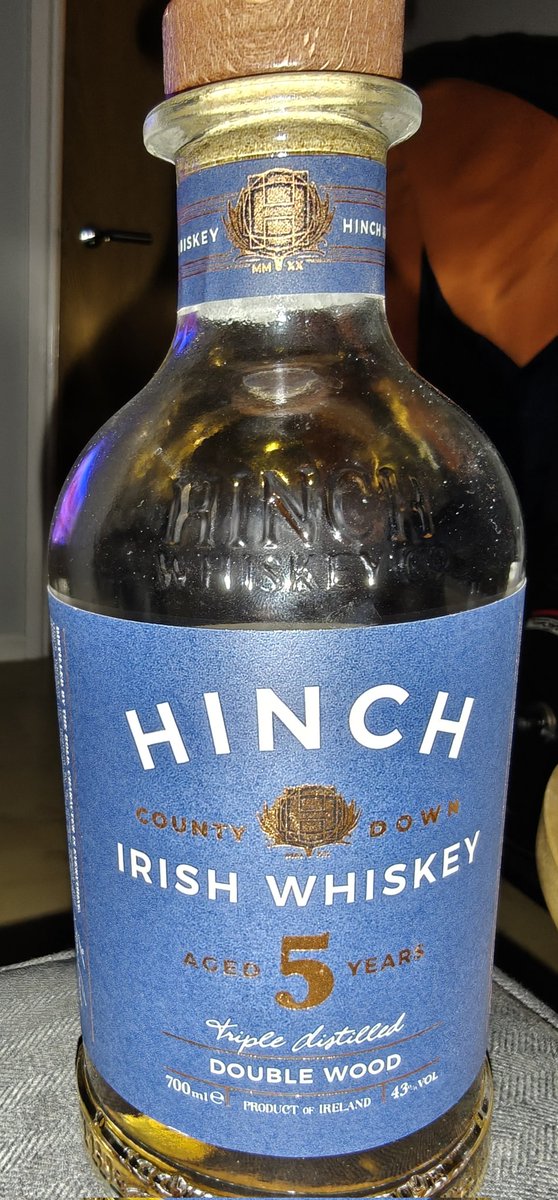 HISKEY
HINCH
MM XX
HINCH
WHISKEY CO
HINCH
COUNTY DOWN
IRISH WHISKEY
AGED 5 YEARS
triple distilled
DOUBLE WOOD
700ml e PRODUCT OF IRELAND 43%VOL